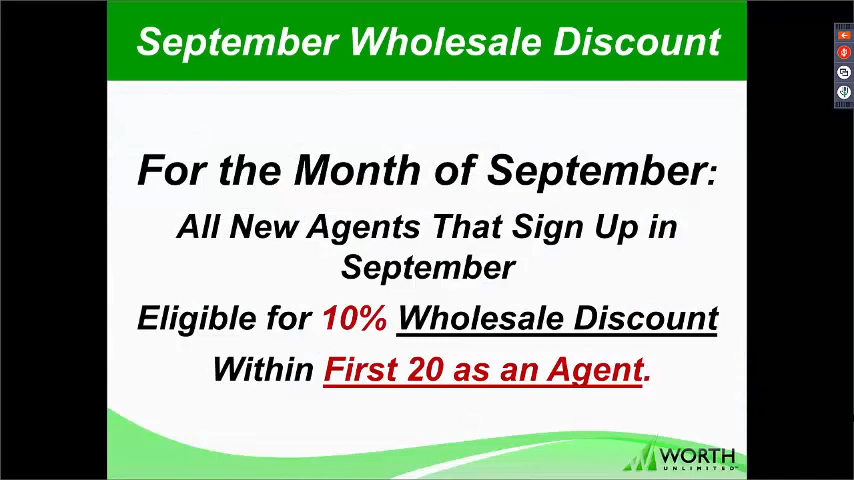 September Wholesale Discount
For the Month of September:
All New Agents That Sign Up in
September
Eligible for 10% Wholesale Discount
Within First 20 as an Agent.
WORTH
UNLIMITED™